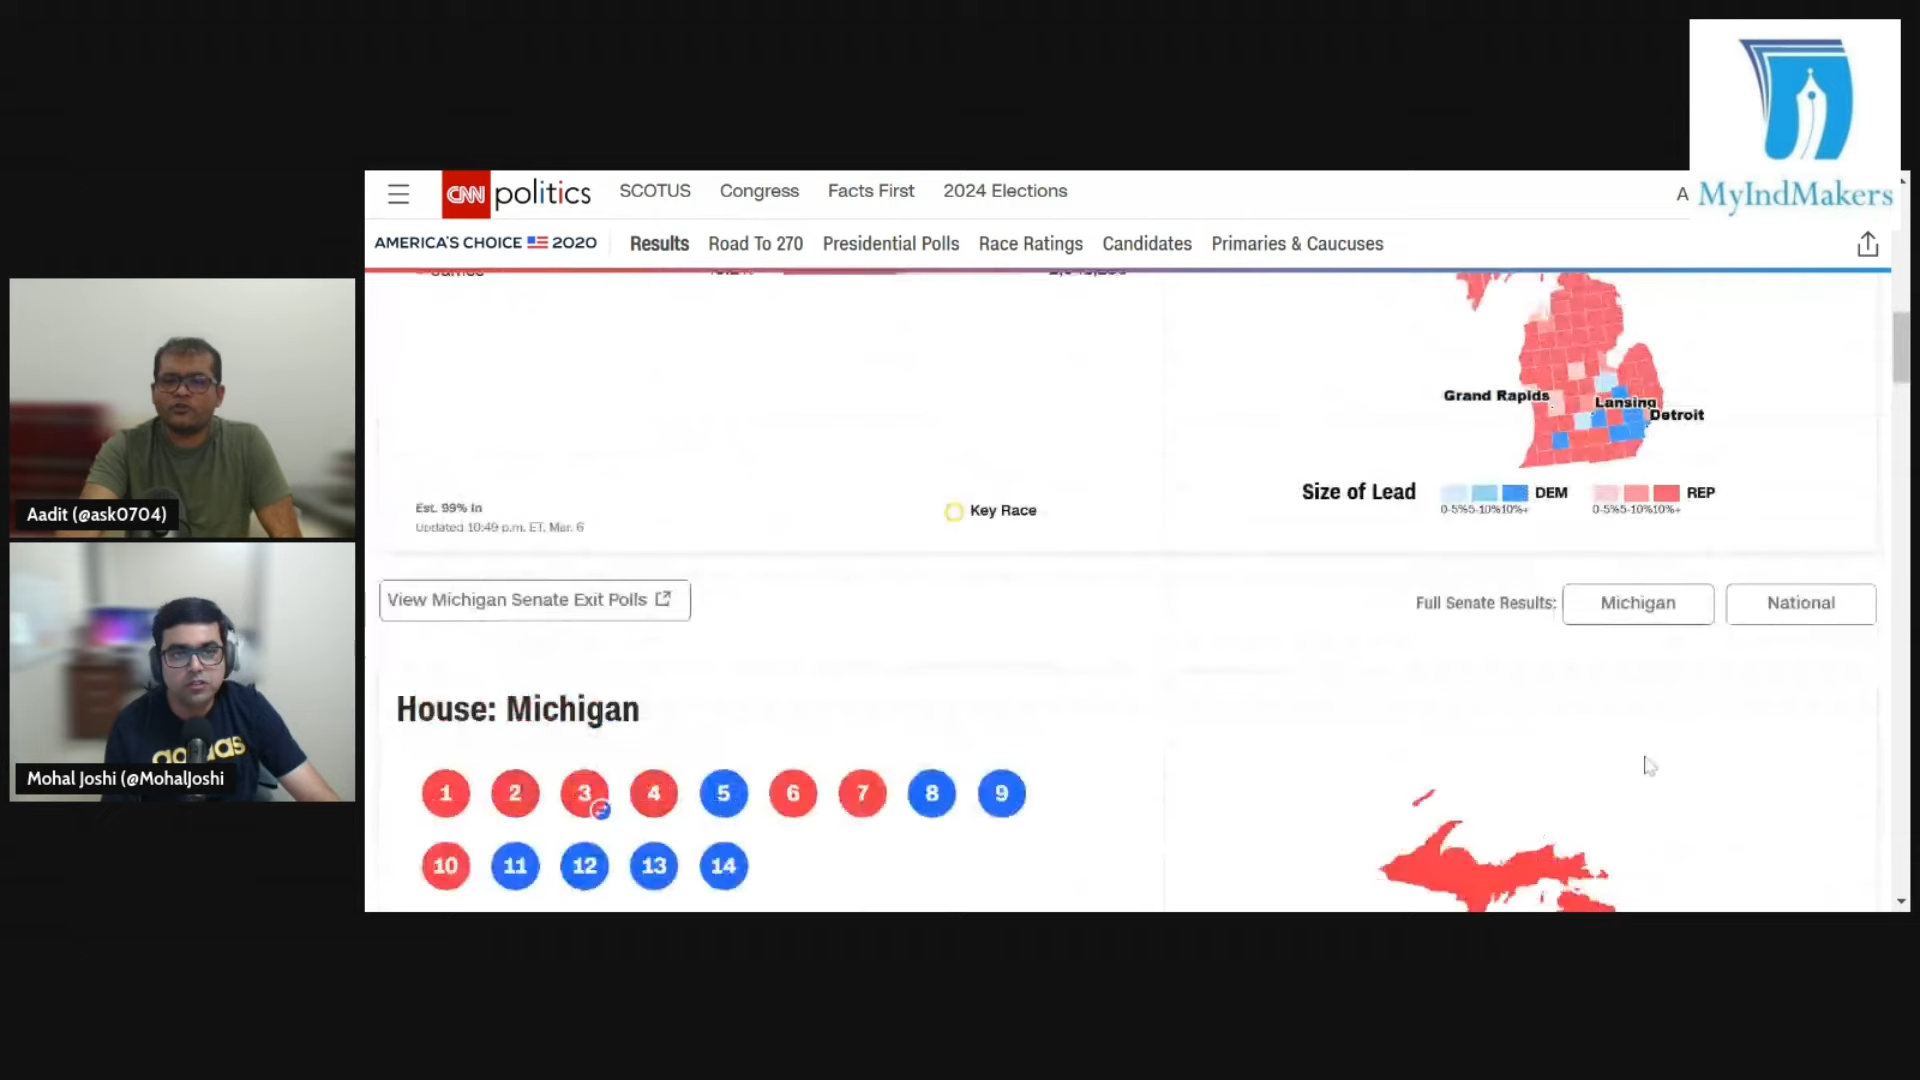 MyIndMakers
CNN politics SCOTUS Congress Facts First 2024 Elections A
AMERICA'S CHOICE 2020 Results Road To 270 Presidential Polls Race Ratings Candidates Primaries & Caucuses
Grand Rapids
Lansing
Detroit
Size of Lead
DEM
REP
0-5%5-10%10%+
0-5%5-10%10%+
Est. 99% In
Updated 10:49 p.m. ET, Mar. 6
Key Race
View Michigan Senate Exit Polls
Full Senate Results: Michigan National
House: Michigan
1 2 3 4 5 6 7 8 9
10 11 12 13 14
Aadit (@ask0704)
adidas
Mohal Joshi (@MohalJoshi